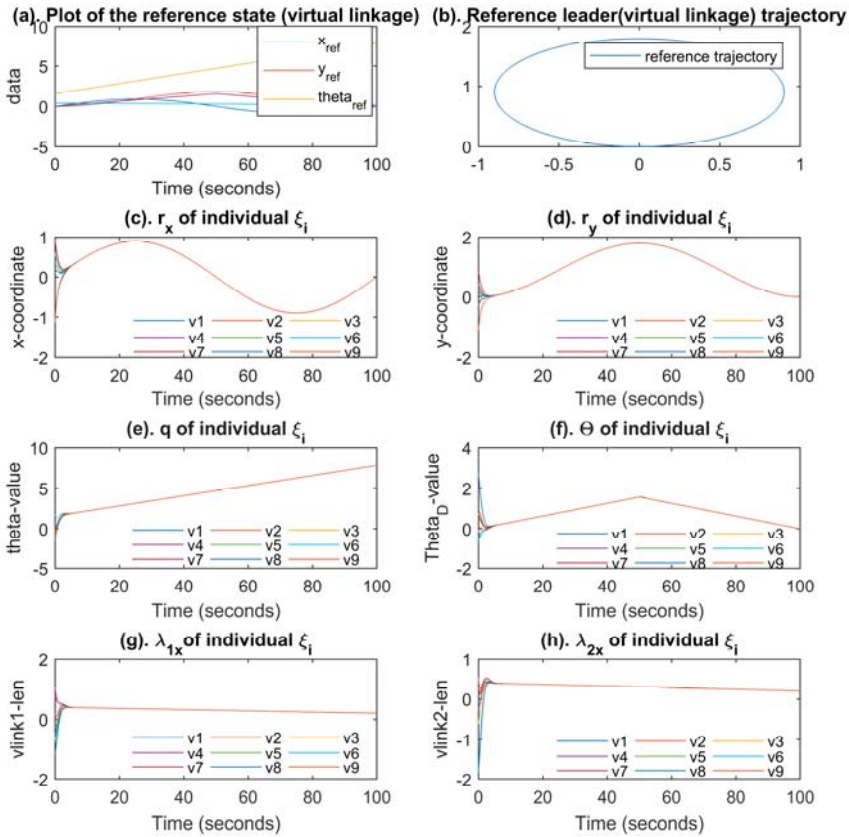 (a). Plot of the reference state (virtual linkage)
10
5
0
-5
data
x_ref
y_ref
theta_ref
0 20 40 60 80 100
Time (seconds)
(b). Reference leader(virtual linkage) trajectory
2
1
0
reference trajectory
-1 -0.5 0 0.5 1
(c). r_x of individual ξ_i
1
0
-1
-2
x-coordinate
v1 v2 v3
v4 v5 v6
v7 v8 v9
0 20 40 60 80 100
Time (seconds)
(d). r_y of individual ξ_i
2
0
-2
y-coordinate
v1 v2 v3
v4 v5 v6
v7 v8 v9
0 20 40 60 80 100
Time (seconds)
(e). q of individual ξ_i
10
5
0
-5
theta-value
v1 v2 v3
v4 v5 v6
v7 v8 v9
0 20 40 60 80 100
Time (seconds)
(f). Θ of individual ξ_i
4
2
0
-2
Theta_D-value
v1 v2 v3
v4 v5 v6
v7 v8 v9
0 20 40 60 80 100
Time (seconds)
(g). λ_1x of individual ξ_i
2
0
-2
vlink1-len
v1 v2 v3
v4 v5 v6
v7 v8 v9
0 20 40 60 80 100
Time (seconds)
(h). λ_2x of individual ξ_i
1
0
-1
-2
vlink2-len
v1 v2 v3
v4 v5 v6
v7 v8 v9
0 20 40 60 80 100
Time (seconds)